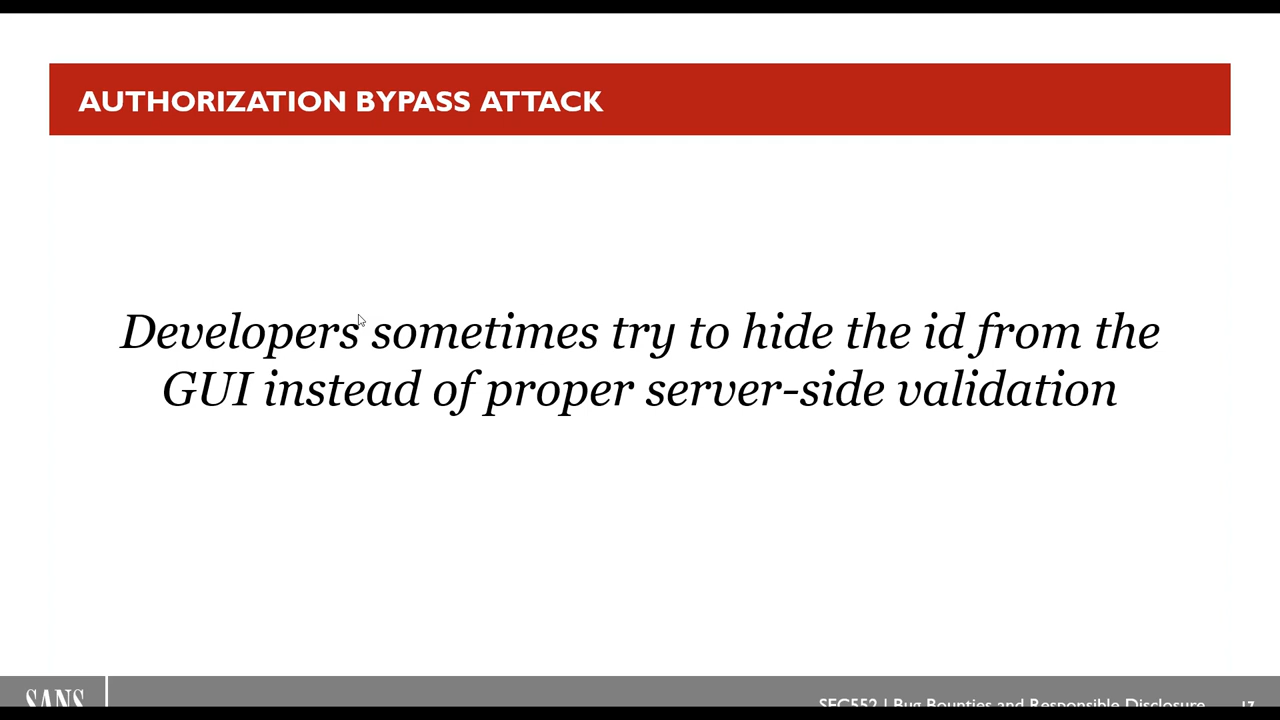 AUTHORIZATION BYPASS ATTACK
Developers sometimes try to hide the id from the
GUI instead of proper server-side validation
SANS
SEC552 | Bug Bounties and Responsible Disclosure
17